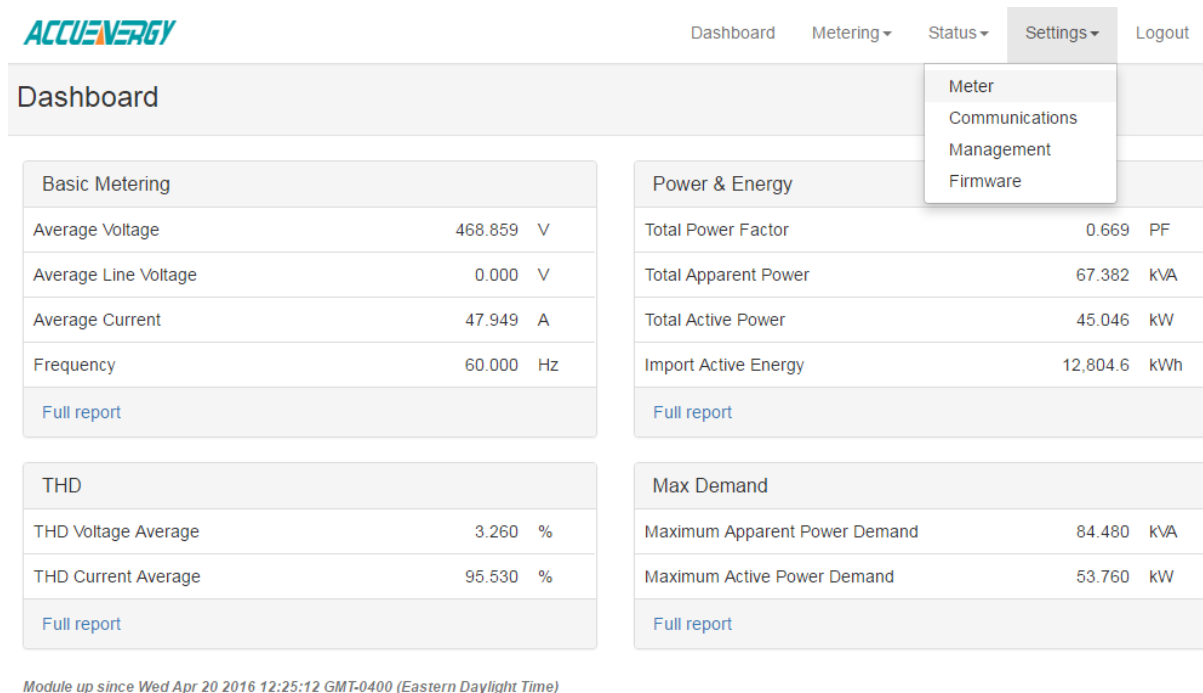 ACCUENERGY
Dashboard Metering Status Settings Logout
Meter
Communications
Management
Firmware
Dashboard
Basic Metering
Average Voltage 468.859 V
Average Line Voltage 0.000 V
Average Current 47.949 A
Frequency 60.000 Hz
Full report
Power & Energy
Total Power Factor 0.669 PF
Total Apparent Power 67.382 kVA
Total Active Power 45.046 kW
Import Active Energy 12,804.6 kWh
Full report
THD
THD Voltage Average 3.260 %
THD Current Average 95.530 %
Full report
Max Demand
Maximum Apparent Power Demand 84.480 kVA
Maximum Active Power Demand 53.760 kW
Full report
Module up since Wed Apr 20 2016 12:25:12 GMT-0400 (Eastern Daylight Time)